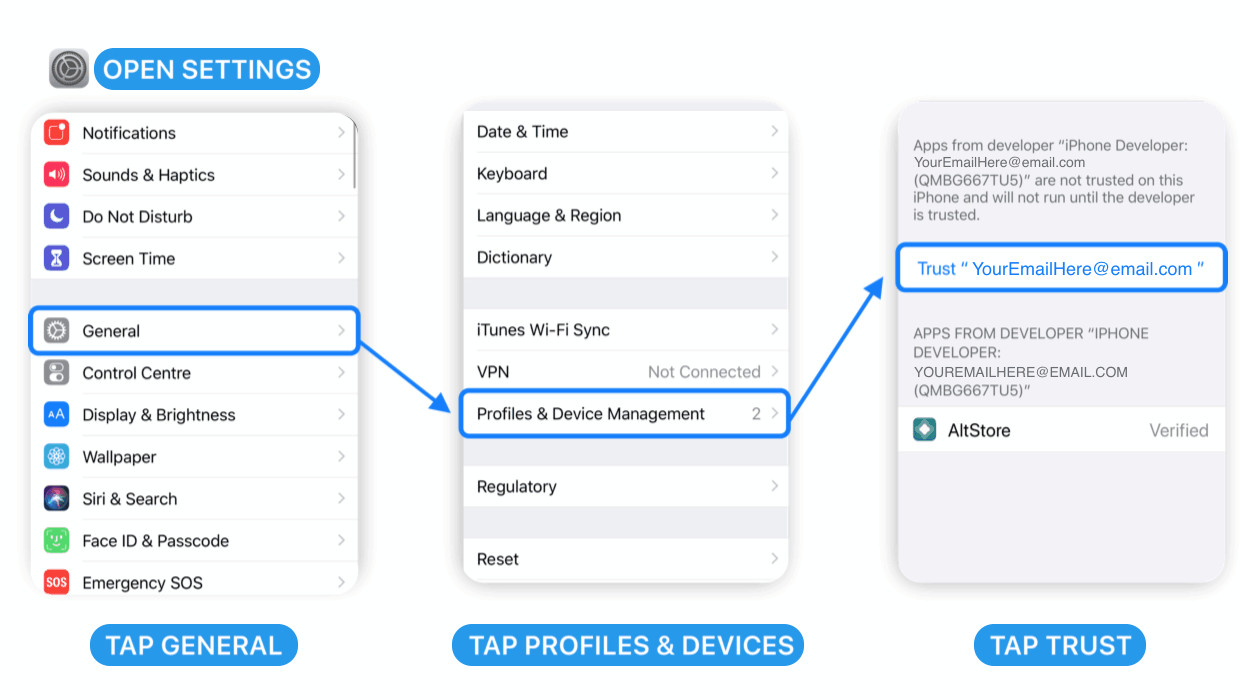 OPEN SETTINGS
Notifications
Sounds & Haptics
Do Not Disturb
Screen Time
General
Control Centre
AA
Display & Brightness
Wallpaper
Siri & Search
Face ID & Passcode
SOS
Emergency SOS
TAP GENERAL
Date & Time
Keyboard
Language & Region
Dictionary
iTunes Wi-Fi Sync
VPN Not Connected
Profiles & Device Management 2
Regulatory
Reset
TAP PROFILES & DEVICES
Apps from developer “iPhone Developer:
YourEmailHere@email.com
(QMBG667TU5)” are not trusted on this
iPhone and will not run until the developer
is trusted.
Trust “ YourEmailHere@email.com ”
APPS FROM DEVELOPER “IPHONE
DEVELOPER:
YOUREMAILHERE@EMAIL.COM
(QMBG667TU5)”
AltStore Verified
TAP TRUST